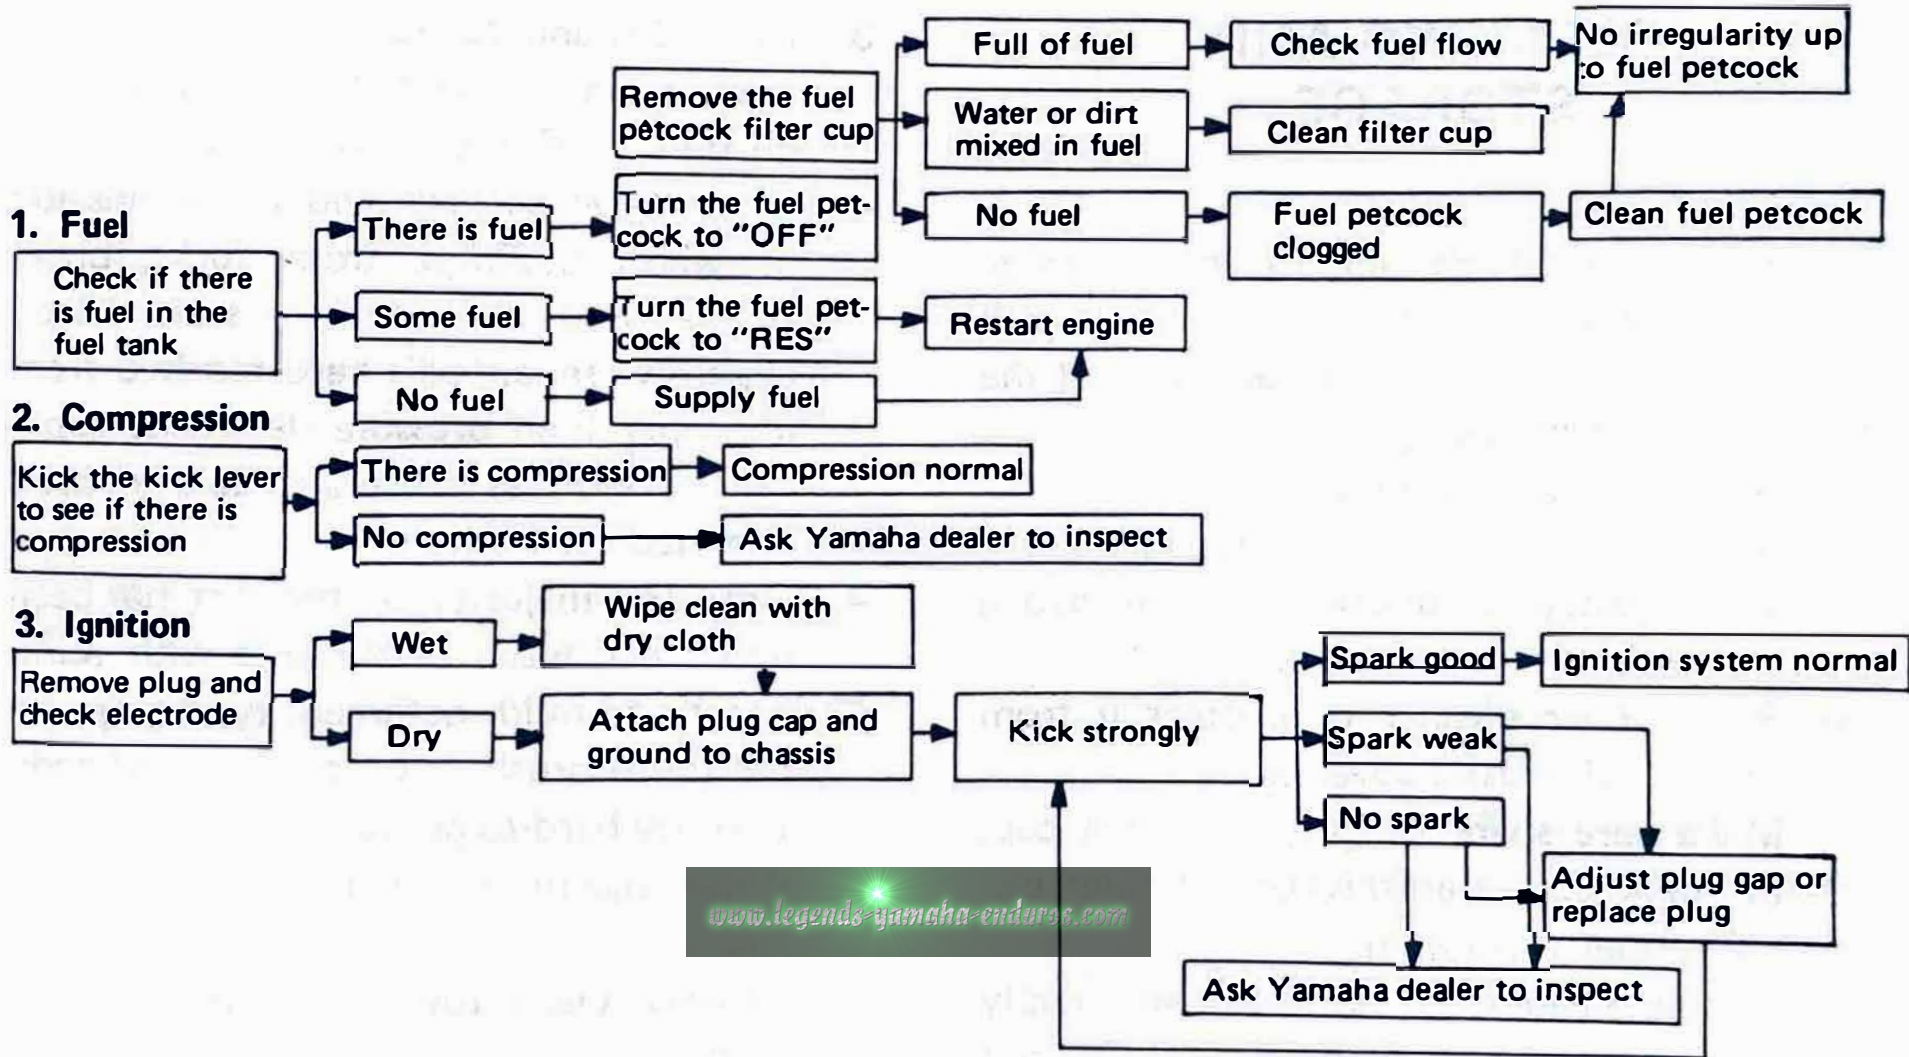 1. Fuel
Check if there
is fuel in the
fuel tank
There is fuel
Turn the fuel pet-
cock to "OFF"
Remove the fuel
petcock filter cup
Full of fuel
Check fuel flow
No irregularity up
to fuel petcock
Water or dirt
mixed in fuel
Clean filter cup
No fuel
Fuel petcock
clogged
Clean fuel petcock
Some fuel
Turn the fuel pet-
cock to "RES"
Restart engine
No fuel
Supply fuel
2. Compression
Kick the kick lever
to see if there is
compression
There is compression
Compression normal
No compression
Ask Yamaha dealer to inspect
3. Ignition
Remove plug and
check electrode
Wet
Wipe clean with
dry cloth
Dry
Attach plug cap and
ground to chassis
Kick strongly
Spark good
Ignition system normal
Spark weak
No spark
Adjust plug gap or
replace plug
Ask Yamaha dealer to inspect
www.legends-yamaha-enduros.com